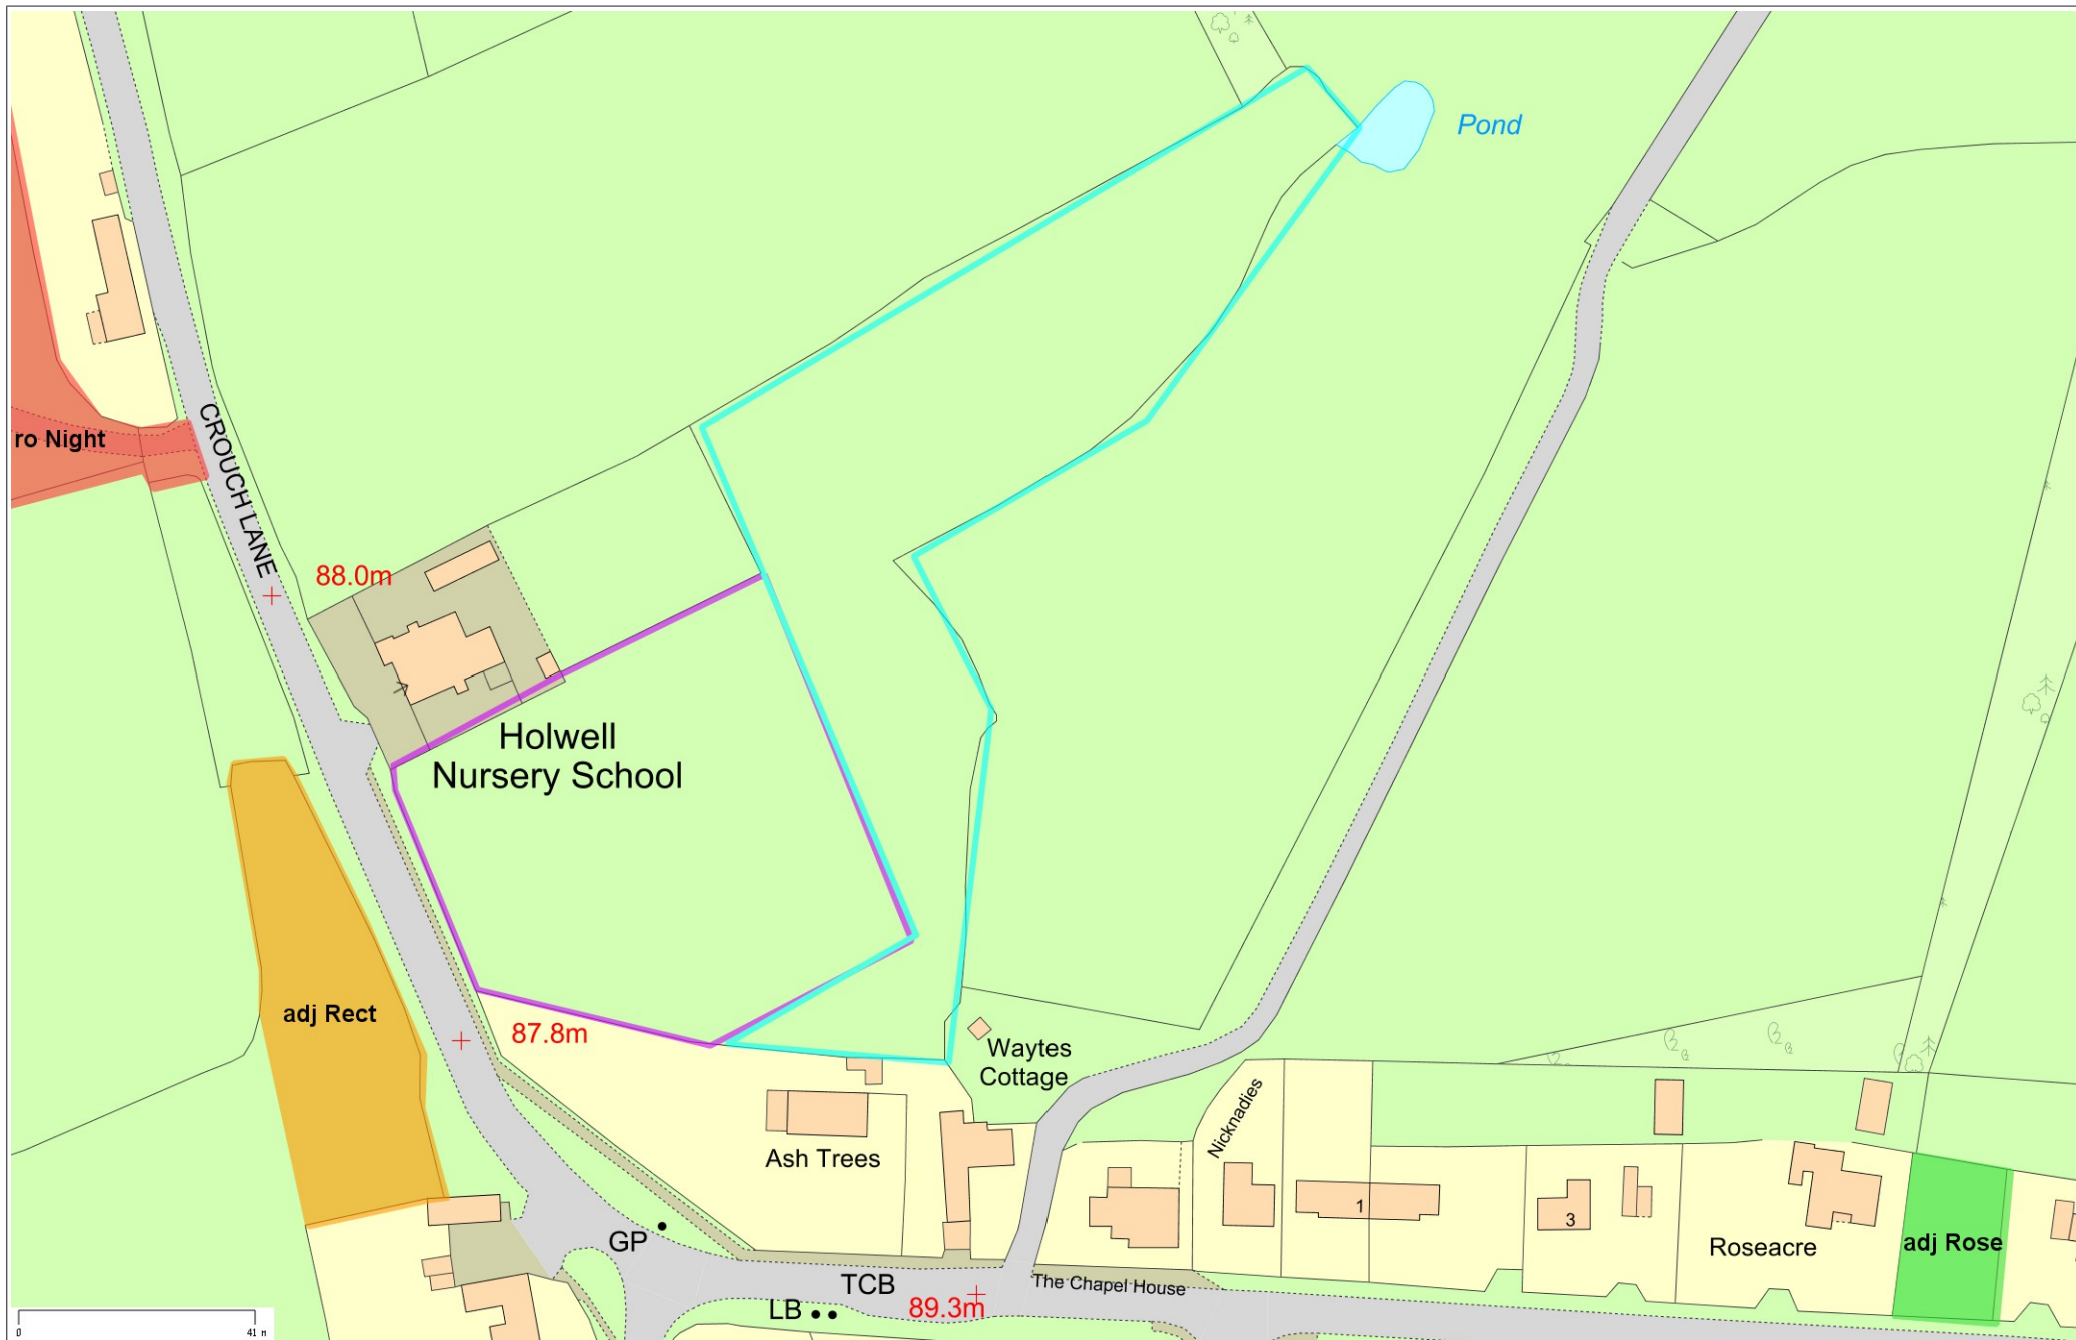 Pond
ro Night
CROUCH LANE
88.0m
Holwell
Nursery School
adj Rect
87.8m
Waytes
Cottage
Nicknadies
Ash Trees
1
3
GP
Roseacre
adj Rose
TCB
The Chapel House
LB
89.3m
0
41 m